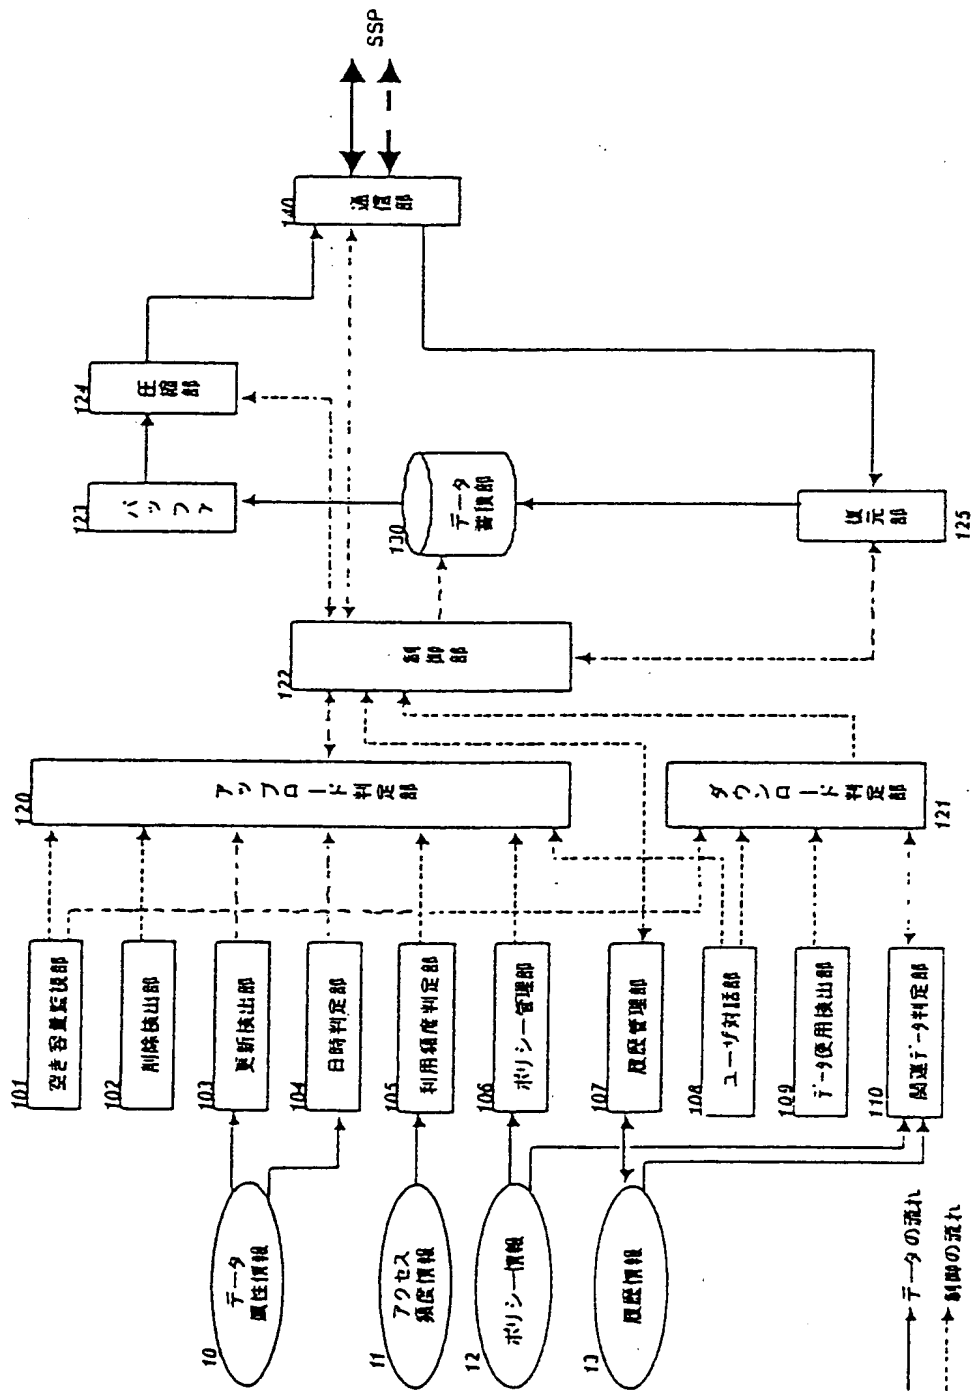 10
データ
属性情報
11
アクセス
頻度情報
12
ポリシー情報
13
履歴情報
101
空き容量監視部
102
削除検出部
103
更新検出部
104
日時判定部
105
利用頻度判定部
106
ポリシー管理部
107
履歴管理部
108
ユーザ対話部
109
データ使用検出部
110
関連データ判定部
120
アップロード判定部
121
ダウンロード判定部
122
制御部
123
バッファ
124
圧縮部
130
データ
蓄積部
125
復元部
140
通信部
SSP
データの流れ
制御の流れ